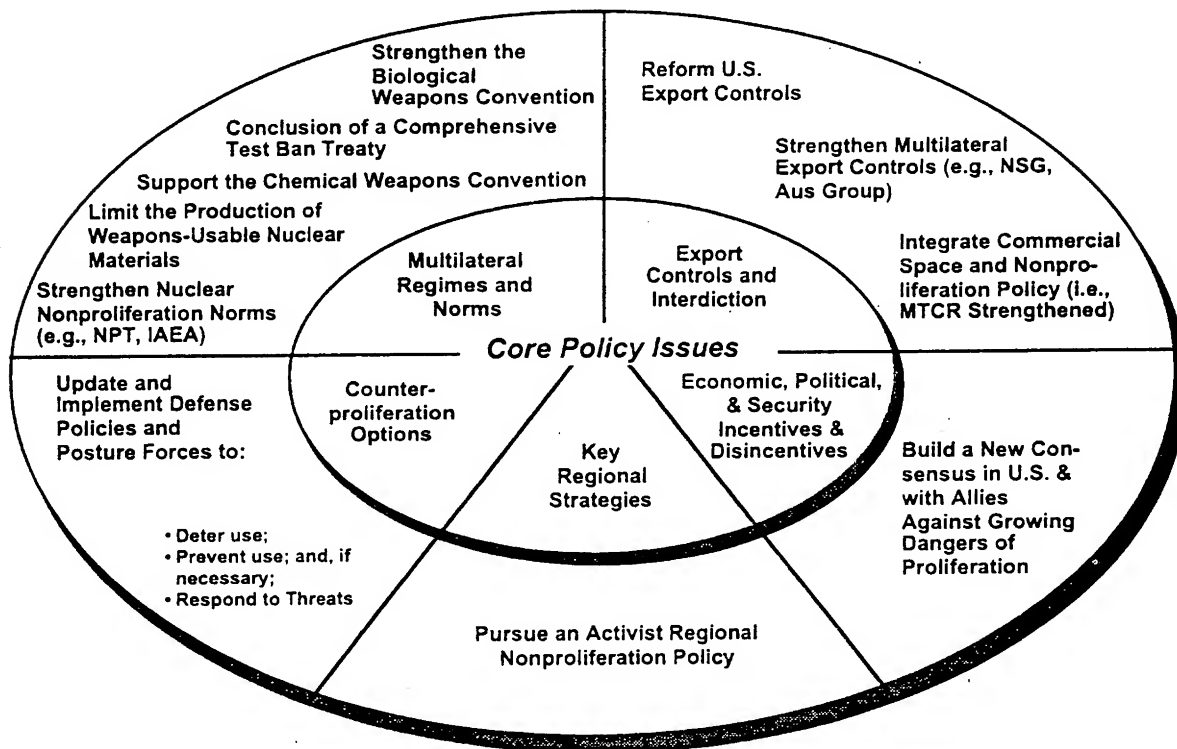 Strengthen the
Biological
Weapons Convention
Conclusion of a Comprehensive
Test Ban Treaty
Support the Chemical Weapons Convention
Limit the Production of
Weapons-Usable Nuclear
Materials
Strengthen Nuclear
Nonproliferation Norms
(e.g., NPT, IAEA)
Reform U.S.
Export Controls
Strengthen Multilateral
Export Controls (e.g., NSG,
Aus Group)
Integrate Commercial
Space and Nonpro-
liferation Policy (i.e.,
MTCR Strengthened)
Multilateral
Regimes and
Norms
Export
Controls and
Interdiction
Core Policy Issues
Counter-
proliferation
Options
Key
Regional
Strategies
Economic, Political,
& Security
Incentives &
Disincentives
Update and
Implement Defense
Policies and
Posture Forces to:
• Deter use;
• Prevent use; and, if
necessary;
• Respond to Threats
Pursue an Activist Regional
Nonproliferation Policy
Build a New Con-
sensus in U.S. &
with Allies
Against Growing
Dangers of
Proliferation